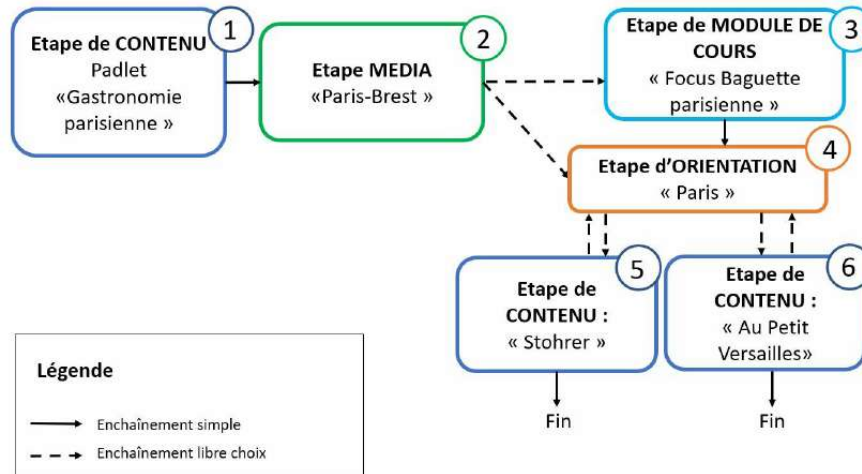 1
Etape de CONTENU
Padlet
«Gastronomie
parisienne »
2
Etape MEDIA
«Paris-Brest »
3
Etape de MODULE DE
COURS
« Focus Baguette
parisienne »
4
Etape d’ORIENTATION
« Paris »
5
Etape de
CONTENU :
« Stohrer »
Fin
6
Etape de
CONTENU :
« Au Petit
Versailles»
Fin
Légende
Enchaînement simple
Enchaînement libre choix